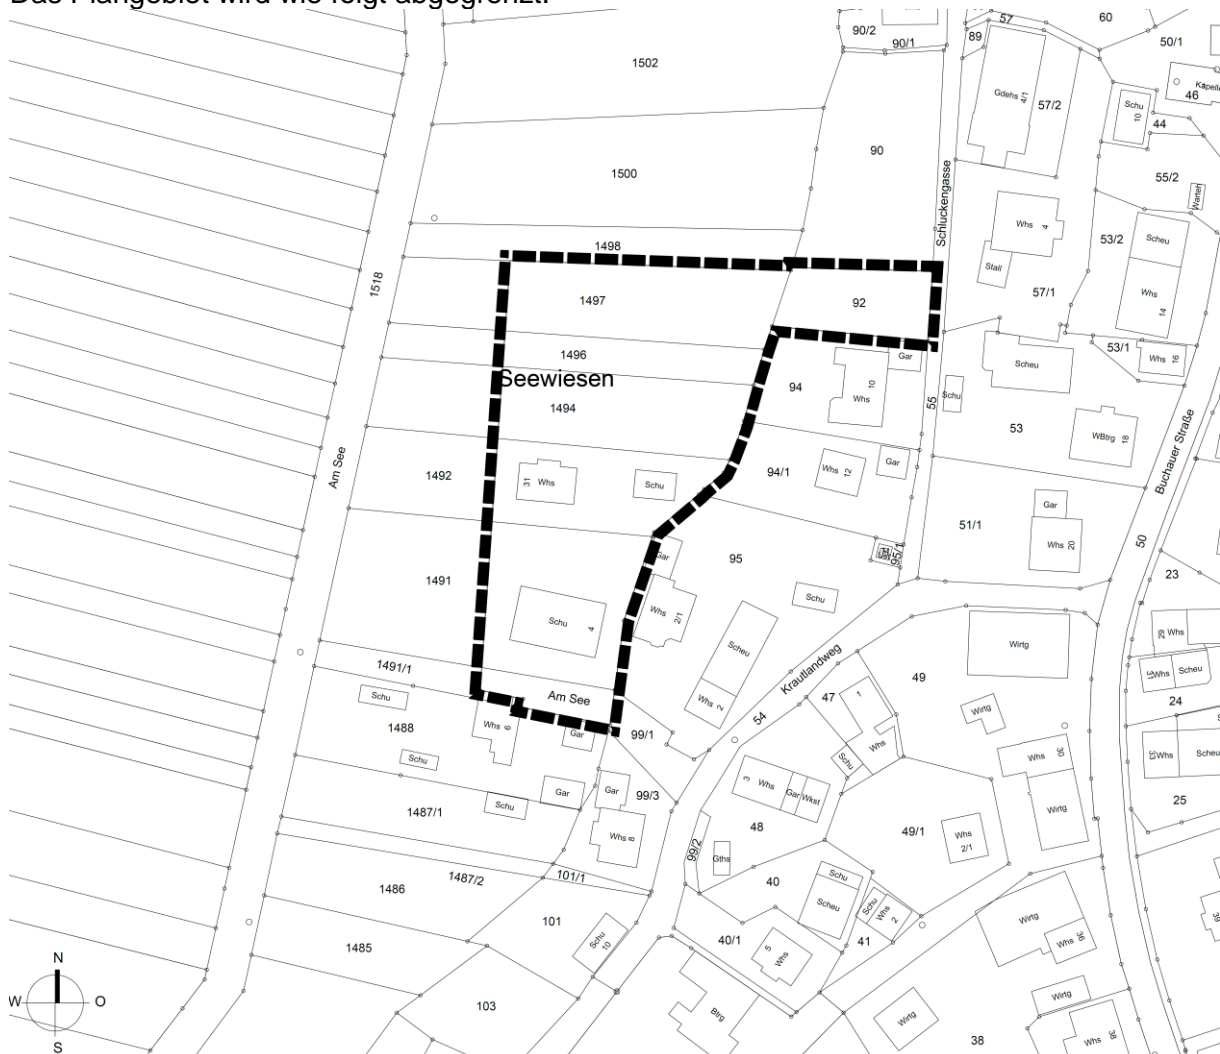 Das Plangebiet wird wie folgt abgegrenzt:
Whs
57
60
90/2
90/1
89
50/1
1502
Kapelle
46
Gdehs
4/1
57/2
Schu
10
44
90
1500
55/2
Schluckengasse
Warteh
Whs
4
53/2
Scheu
1498
Stall
1518
57/1
Whs
14
1497
92
53/1
Whs
16
1496
Gar
Scheu
Seewiesen
94
10
Whs
55
Schu
1494
53
WBtrg
18
Buchauer Straße
Am See
1492
31
Whs
Schu
94/1
Whs
12
Gar
51/1
Gar
Whs
20
50
95
95/1
Gar
1491
23
Schu
4
Whs
2/1
Schu
Scheu
Wirtg
29
Whs
Krautlandweg
1491/1
Whs
Scheu
31
49
24
Schu
Am See
47
1
Whs
2
54
Wirtg
1488
Whs
6
Gar
99/1
Whs
Schu
Whs
30
Whs
33
Scheu
Schu
3
Whs
Gar
Wkst
Gar
Gar
99/3
25
Schu
1487/1
Wirtg
Whs
8
48
49/1
Whs
2/1
99/2
Gths
1487/2
101/1
1486
40
Schu
Scheu
Schu
Whs
2
101
Wirtg
39
Schu
10
40/1
41
1485
5
Whs
Whs
36
N
W
O
S
103
Wirtg
Btrg
Wirtg
38
Whs
38